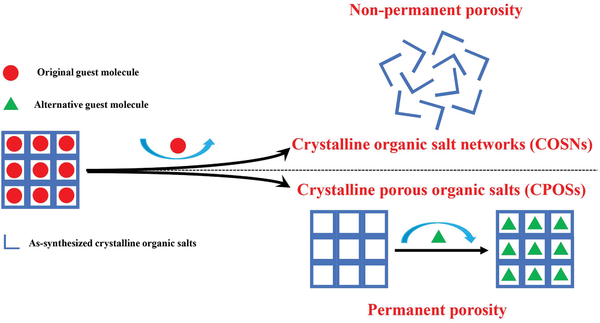 Non-permanent porosity
Original guest molecule
Alternative guest molecule
Crystalline organic salt networks (COSNs)
Crystalline porous organic salts (CPOSs)
As-synthesized crystalline organic salts
Permanent porosity